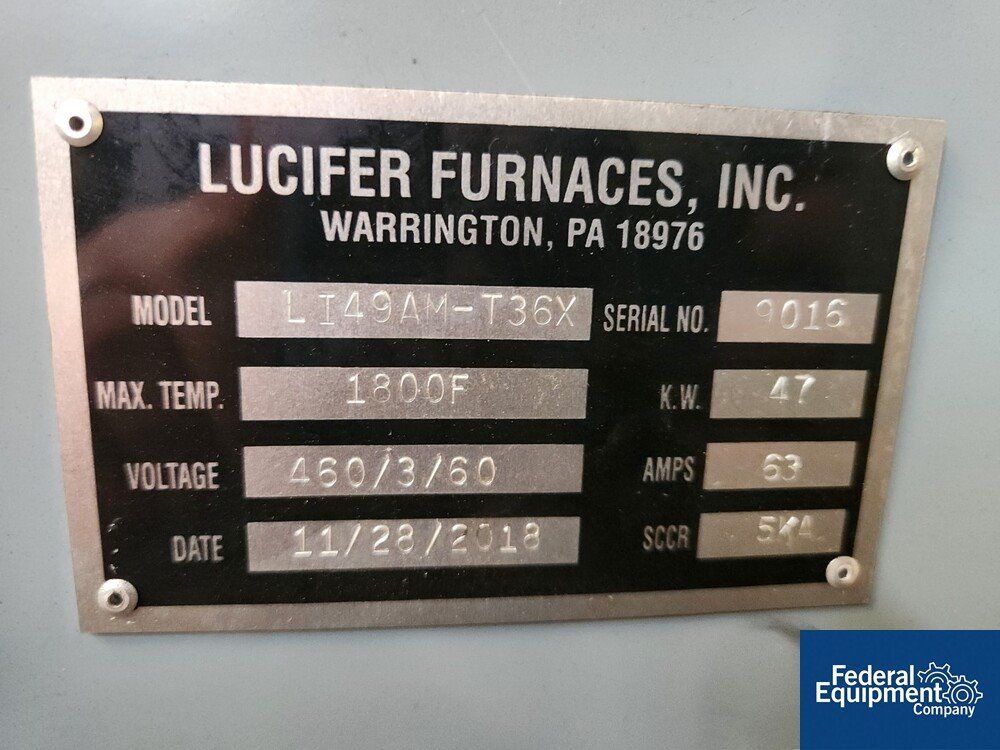 LUCIFER FURNACES, INC.
WARRINGTON, PA 18976
MODEL LI49AM-T36X SERIAL NO. 9016
MAX. TEMP. 1800F K.W. 47
VOLTAGE 460/3/60 AMPS 63
DATE 11/28/2018 SCCR 5KA
Federal
Equipment
Company